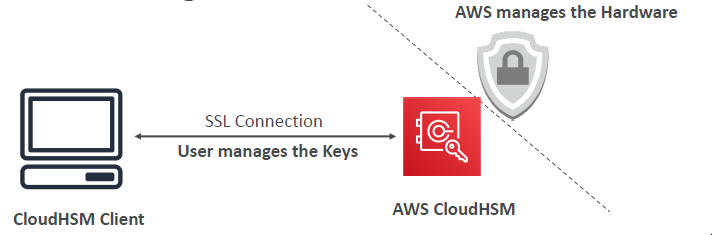 AWS manages the Hardware
SSL Connection
User manages the Keys
AWS CloudHSM
CloudHSM Client